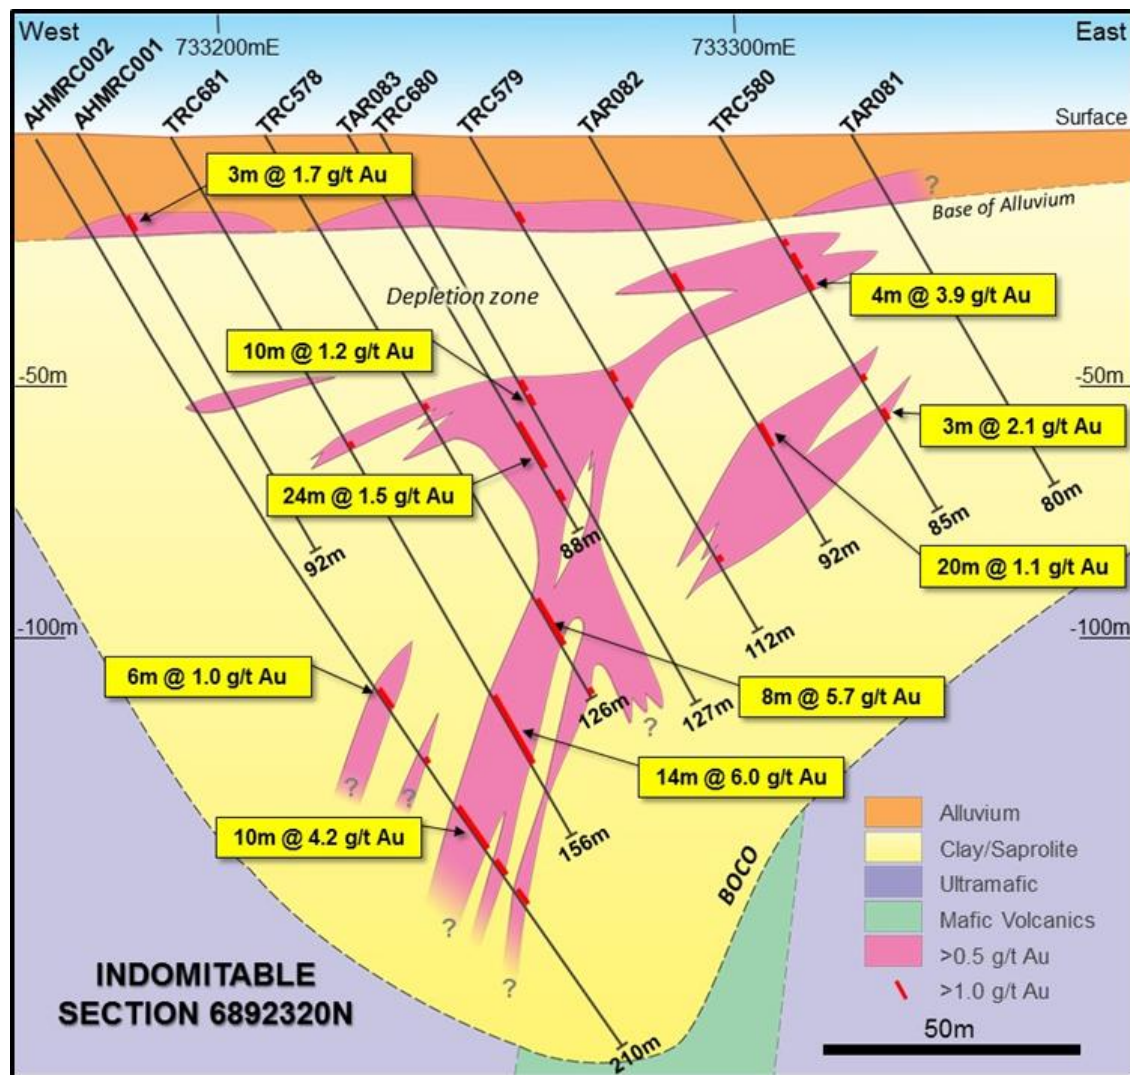 West
East
733200mE
733300mE
AHMRC002
AHMRC001
TRC681
TRC578
TAR083
TRC680
TRC579
TAR082
TRC580
TAR081
Surface
3m @ 1.7 g/t Au
?
Base of Alluvium
Depletion zone
4m @ 3.9 g/t Au
10m @ 1.2 g/t Au
-50m
-50m
3m @ 2.1 g/t Au
24m @ 1.5 g/t Au
80m
85m
88m
92m
92m
20m @ 1.1 g/t Au
-100m
-100m
112m
6m @ 1.0 g/t Au
8m @ 5.7 g/t Au
126m
127m
?
14m @ 6.0 g/t Au
?
?
10m @ 4.2 g/t Au
156m
BOCO
?
?
210m
Alluvium
Clay/Saprolite
Ultramafic
Mafic Volcanics
>0.5 g/t Au
>1.0 g/t Au
INDOMITABLE
SECTION 6892320N
50m